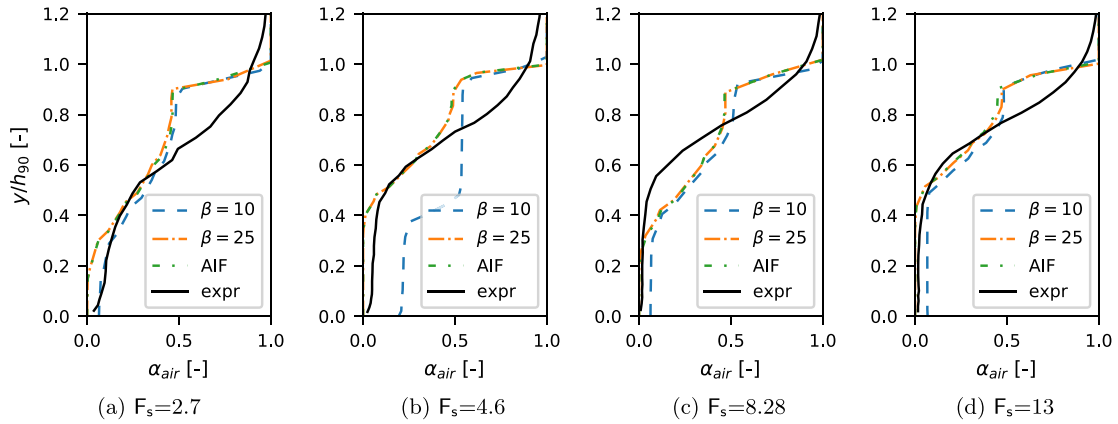 1.2
1.0
0.8
0.6
0.4
0.2
0.0
y/h₉₀ [-]
β = 10
β = 25
AIF
expr
0.0
0.5
1.0
α_air [-]
(a) Fₛ=2.7
1.2
1.0
0.8
0.6
0.4
0.2
0.0
β = 10
β = 25
AIF
expr
0.0
0.5
1.0
α_air [-]
(b) Fₛ=4.6
1.2
1.0
0.8
0.6
0.4
0.2
0.0
β = 10
β = 25
AIF
expr
0.0
0.5
1.0
α_air [-]
(c) Fₛ=8.28
1.2
1.0
0.8
0.6
0.4
0.2
0.0
β = 10
β = 25
AIF
expr
0.0
0.5
1.0
α_air [-]
(d) Fₛ=13